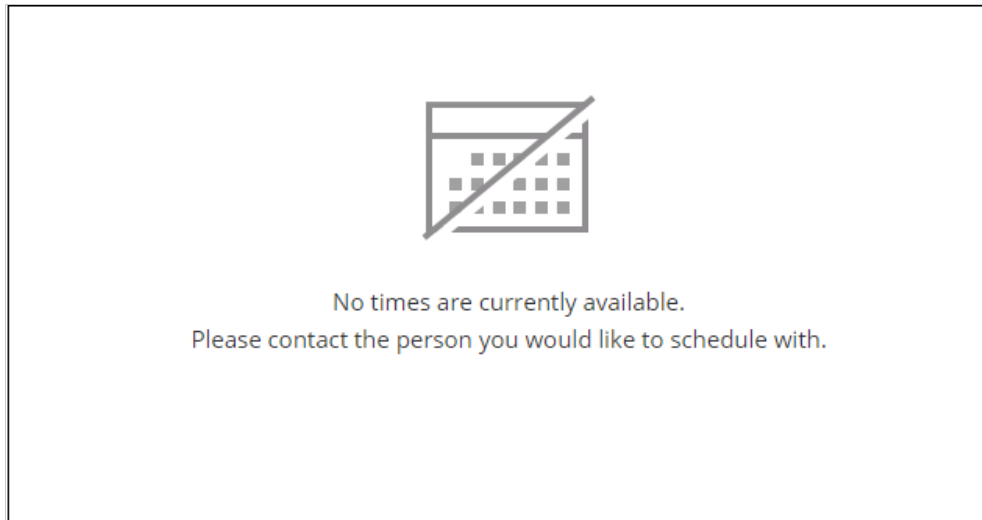 No times are currently available.
Please contact the person you would like to schedule with.